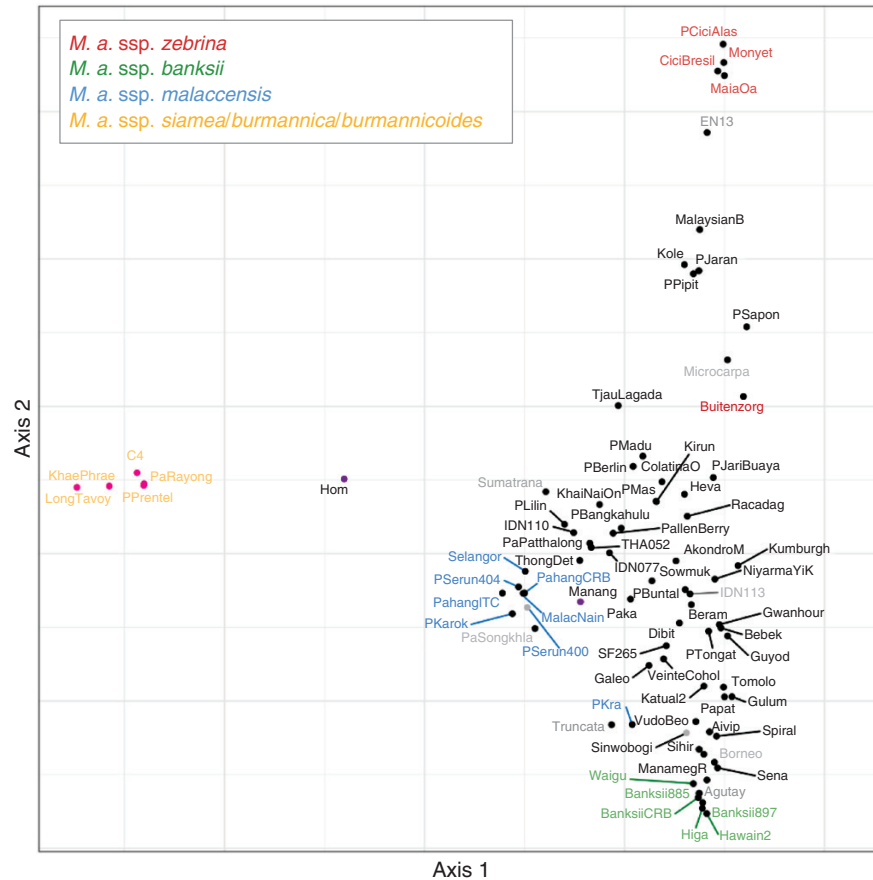 M. a. ssp. zebrina
M. a. ssp. banksii
M. a. ssp. malaccensis
M. a. ssp. siamea/burmannica/burmannicoides
PCiciAlas
Monyet
CiciBresil
MaiaOa
EN13
MalaysianB
Kole
PJaran
PPipit
PSapon
Microcarpa
Buitenzorg
TjauLagada
Kirun
PMadu
C4
PBerlin
ColatinaO
PJariBuaya
KhaePhrae
PaRayong
Sumatrana
Hom
PMas
Heva
LongTavoy
PPrentel
KhaiNaiOn
PLilin
PBangkahulu
Racadag
IDN110
PallenBerry
PaPatthalong
THA052
Selangor
ThongDet
IDN077
AkondroM
Kumburgh
PSerun404
PahangCRB
Sowmuk
NiyarmaYiK
Manang
PBuntal
IDN113
PahangITC
MalacNain
Paka
Beram
Gwanhour
PKarok
PaSongkhla
Dibit
Bebek
PSerun400
SF265
PTongat
Guyod
Galeo
VeinteCohol
Tomolo
Katual2
Gulum
PKra
Papat
Truncata
VudoBeo
Aivip
Spiral
Sinwobogi
Sihir
Borneo
ManamegR
Sena
Waigu
Banksii885
Agutay
BanksiiCRB
Banksii897
Higa
Hawain2
Axis 2
Axis 1